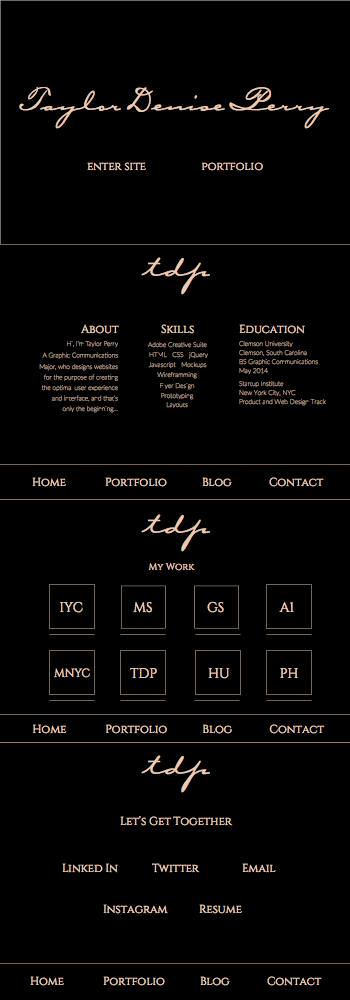 Taylor Denise Perry
ENTER SITE PORTFOLIO
tdp
ABOUT
Hi, I'm Taylor Perry
A Graphic Communications
Major, who designs websites
for the purpose of creating
the optimal user experience
and interface, and that's
only the beginning...
SKILLS
Adobe Creative Suite
HTML CSS jQuery
Javascript Mockups
Wireframming
Flyer Design
Prototyping
Layouts
EDUCATION
Clemson University
Clemson, South Carolina
BS Graphic Communications
May 2014
Startup Institute
New York City, NYC
Product and Web Design Track
HOME PORTFOLIO BLOG CONTACT
tdp
MY WORK
IYC MS GS AI
MNYC TDP HU PH
HOME PORTFOLIO BLOG CONTACT
tdp
LET'S GET TOGETHER
LINKED IN TWITTER EMAIL
INSTAGRAM RESUME
HOME PORTFOLIO BLOG CONTACT